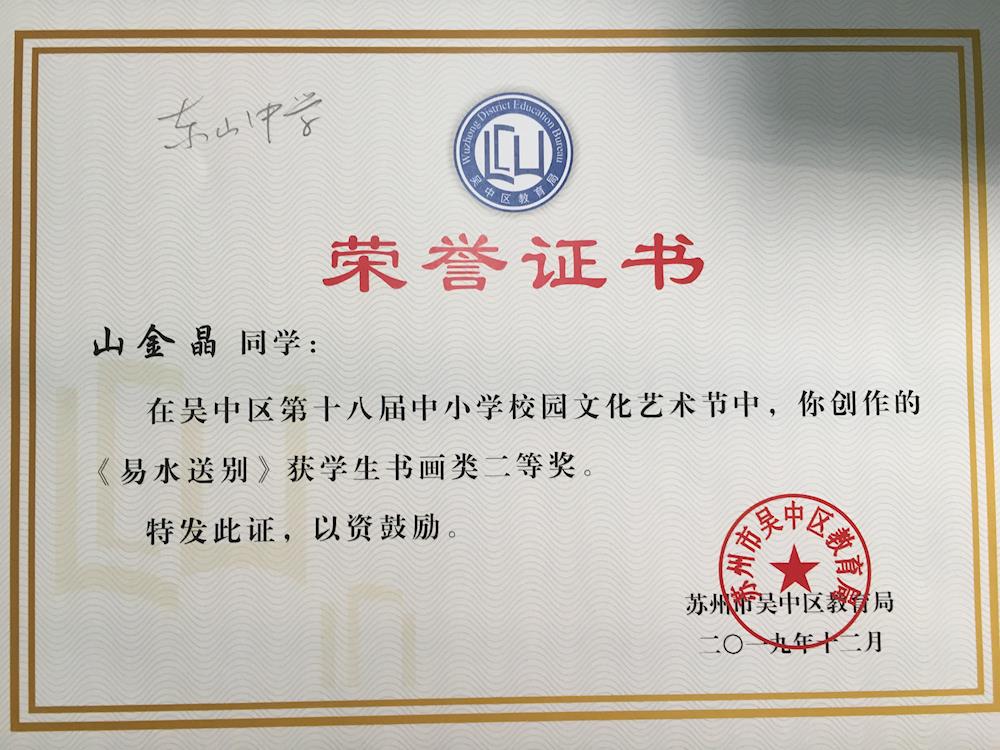 东山中学
Wuzhong District Education Bureau
吴中区教育局
荣誉证书
山金晶 同学：
在吴中区第十八届中小学校园文化艺术节中，你创作的
《易水送别》获学生书画类二等奖。
特发此证，以资鼓励。
苏州市吴中区教育局
苏州市吴中区教育局
二〇一九年十二月